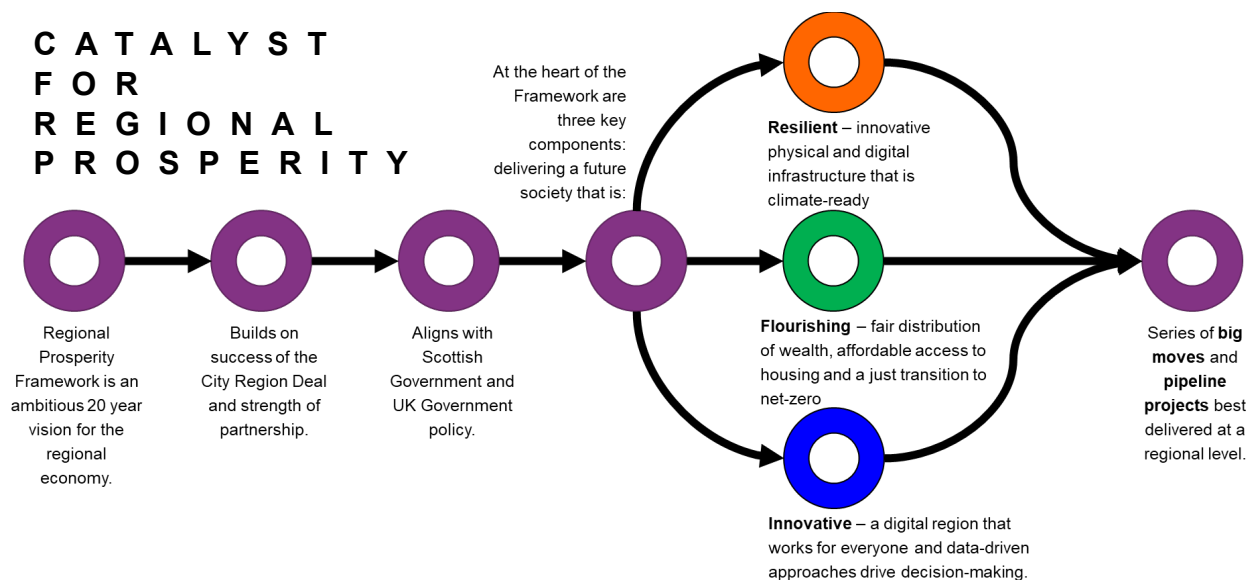 CATALYST
FOR
REGIONAL
PROSPERITY
Regional
Prosperity
Framework is an
ambitious 20 year
vision for the
regional
economy.
Builds on
success of the
City Region Deal
and strength of
partnership.
Aligns with
Scottish
Government and
UK Government
policy.
At the heart of the
Framework are
three key
components:
delivering a future
society that is:
Resilient – innovative
physical and digital
infrastructure that is
climate-ready
Flourishing – fair distribution
of wealth, affordable access to
housing and a just transition to
net-zero
Innovative – a digital region that
works for everyone and data-driven
approaches drive decision-making.
Series of big
moves and
pipeline
projects best
delivered at a
regional level.